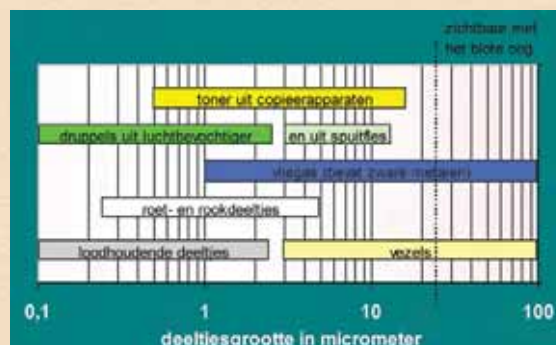 zichtbaar met
het blote oog
toner uit copieerapparaten
druppels uit luchtbevochtiger
en uit spuitfles
vliegas (bevat zware metalen)
roet- en rookdeeltjes
loodhoudende deeltjes
vezels
0,1 1 10 100
deeltjesgrootte in micrometer